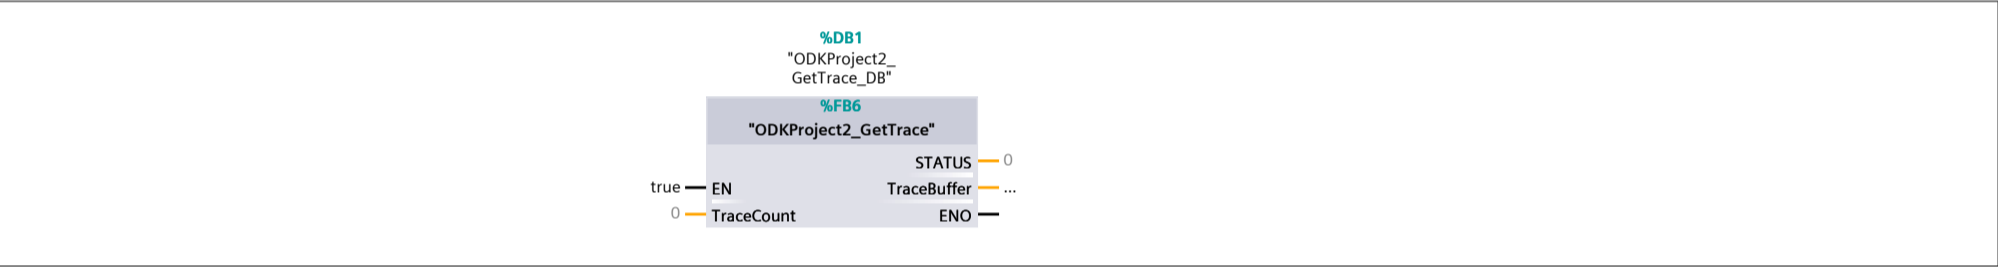 %DB1
"ODKProject2_
GetTrace_DB"
%FB6
"ODKProject2_GetTrace"
STATUS 0
true EN TraceBuffer ...
0 TraceCount ENO